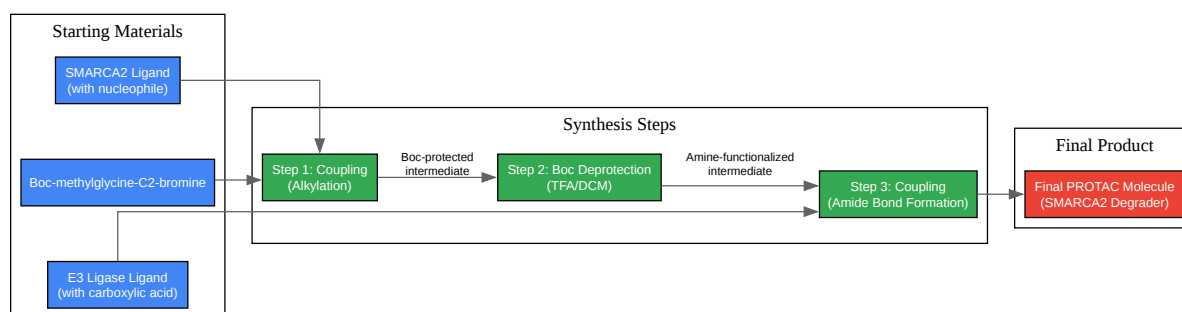 Starting Materials
SMARCA2 Ligand
(with nucleophile)
Boc-methylglycine-C2-bromine
E3 Ligase Ligand
(with carboxylic acid)
Synthesis Steps
Step 1: Coupling
(Alkylation)
Boc-protected
intermediate
Step 2: Boc Deprotection
(TFA/DCM)
Amine-functionalized
intermediate
Step 3: Coupling
(Amide Bond Formation)
Final Product
Final PROTAC Molecule
(SMARCA2 Degrader)